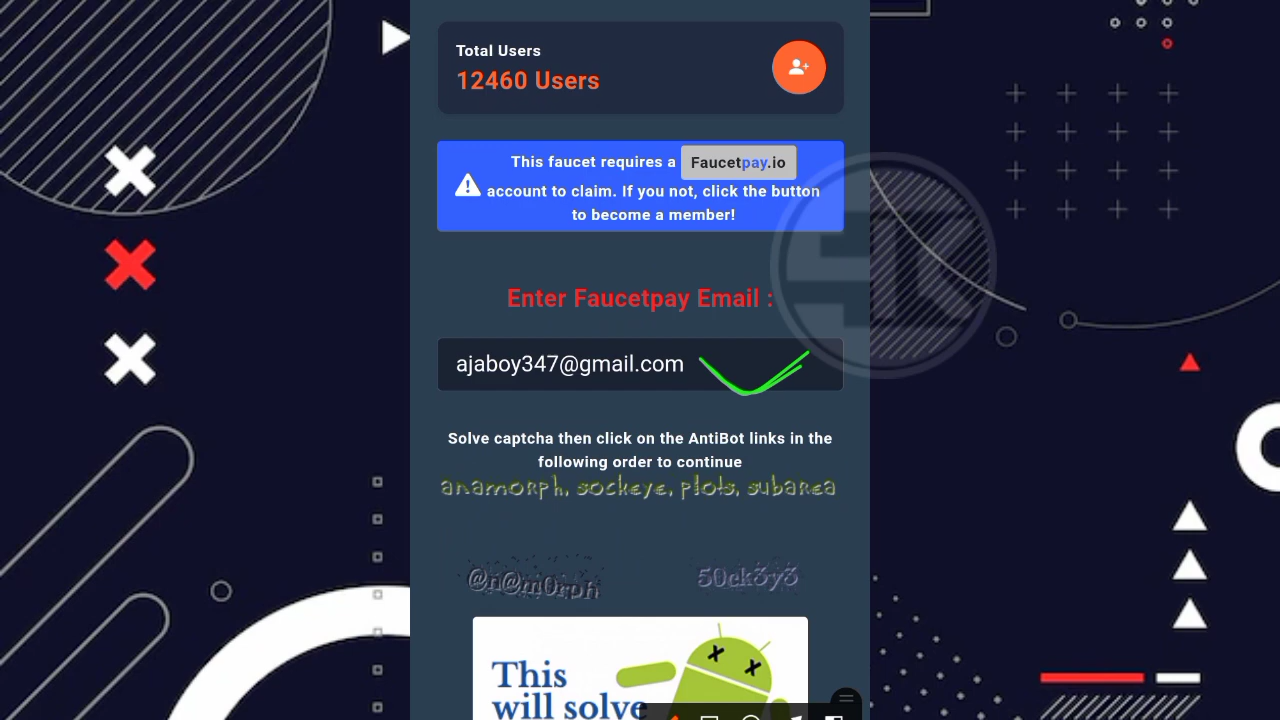 Total Users
12460 Users
This faucet requires a Faucetpay.io
account to claim. If you not, click the button
to become a member!
Enter Faucetpay Email :
ajaboy347@gmail.com
Solve captcha then click on the AntiBot links in the
following order to continue
anamorph, sockeye, plots, subarea
@n@m0rph 50ck3y3
This
will solve